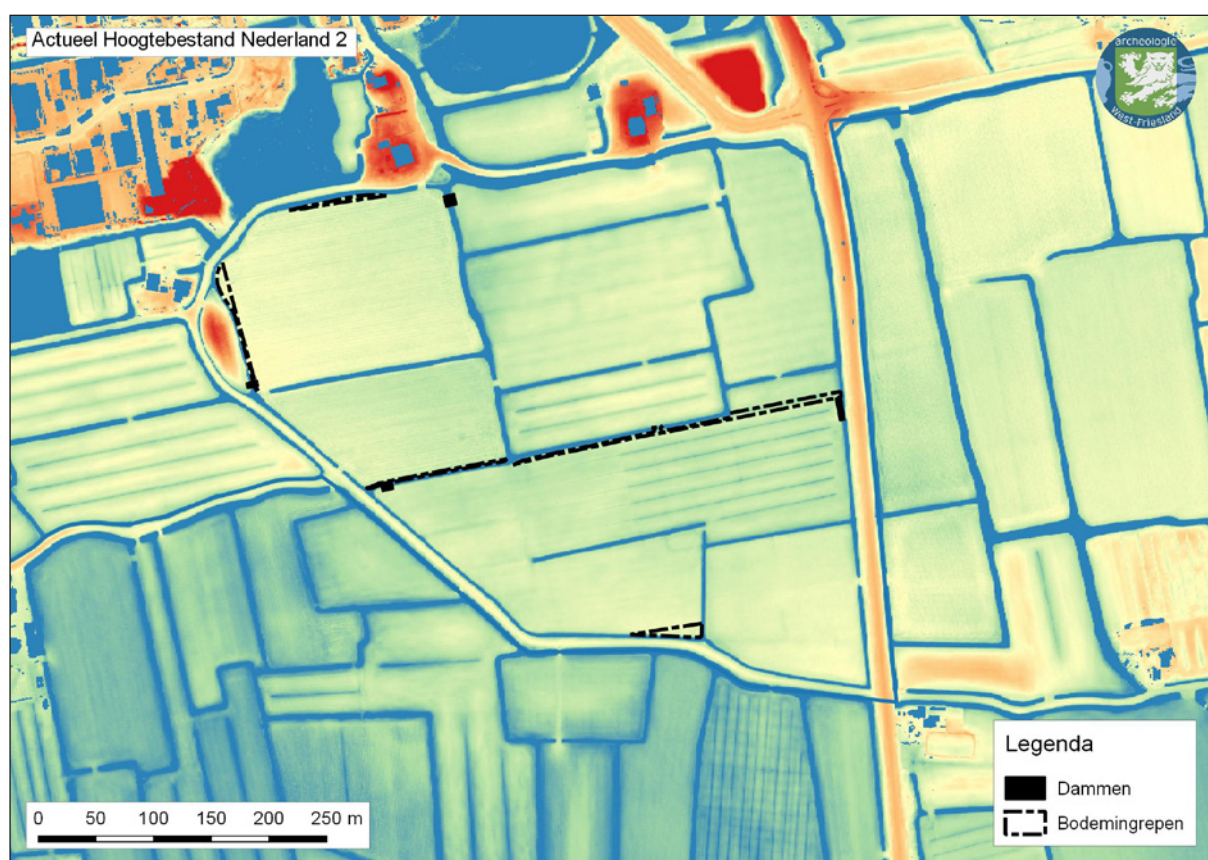 Actueel Hoogtebestand Nederland 2
archeologie
West-Friesland
Legenda
Dammen
Bodemingrepen
0 50 100 150 200 250 m